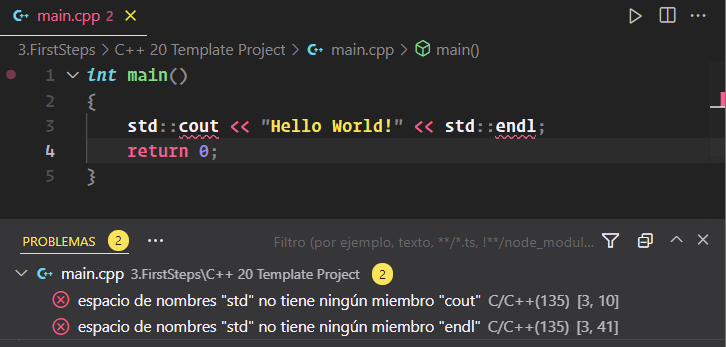 main.cpp 2
3.FirstSteps > C++ 20 Template Project > main.cpp > main()
1 int main()
2 {
3 std::cout << "Hello World!" << std::endl;
4 return 0;
5 }
PROBLEMAS 2 ... Filtro (por ejemplo, texto, **/*.ts, !**/node_modul...
main.cpp 3.FirstSteps\C++ 20 Template Project 2
espacio de nombres "std" no tiene ningún miembro "cout" C/C++(135) [3, 10]
espacio de nombres "std" no tiene ningún miembro "endl" C/C++(135) [3, 41]